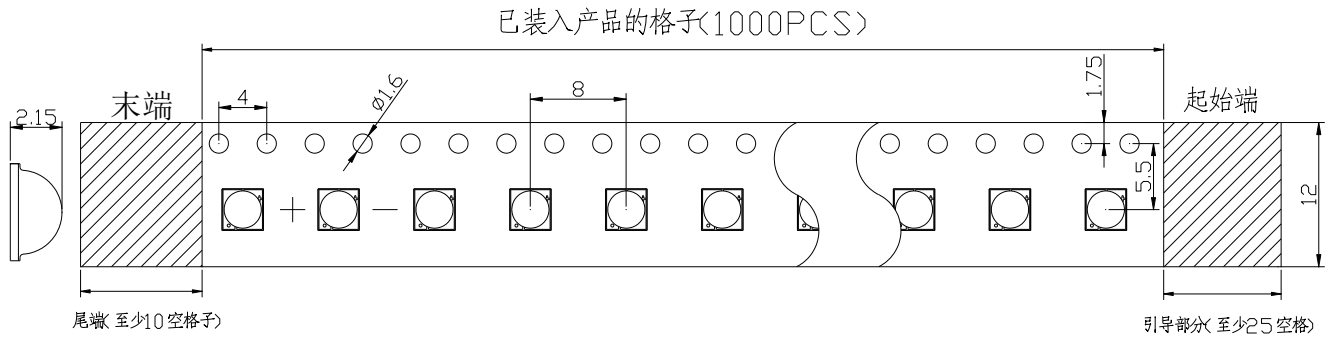 已装入产品的格子(1000PCS)
1.75
Ø1.6
4
8
末端
起始端
2.15
5.5
12
+
−
尾端(至少10空格子)
引导部分(至少25空格)